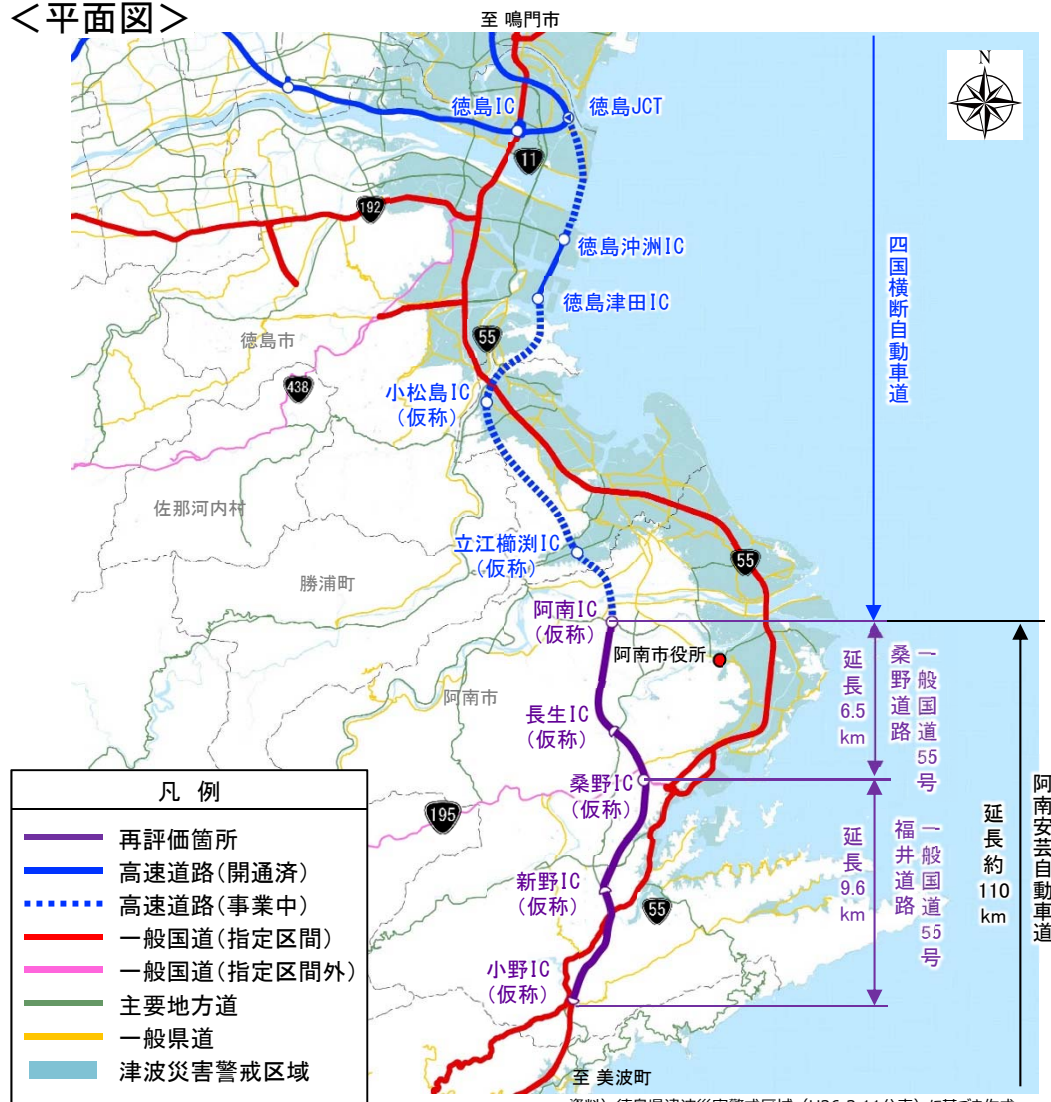 ＜平面図＞
至 鳴門市
N
徳島IC
徳島JCT
11
192
徳島沖洲IC
徳島津田IC
四国横断自動車道
徳島市
55
438
小松島IC
(仮称)
佐那河内村
立江櫛渕IC
(仮称)
55
勝浦町
阿南IC
(仮称)
阿南市役所
阿南市
延長
6.5
km
一般国道55号
桑野道路
長生IC
(仮称)
桑野IC
(仮称)
195
延長
9.6
km
一般国道55号
福井道路
延長約
110
km
阿南安芸自動車道
新野IC
(仮称)
55
小野IC
(仮称)
至 美波町
凡 例
再評価箇所
高速道路(開通済)
高速道路(事業中)
一般国道(指定区間)
一般国道(指定区間外)
主要地方道
一般県道
津波災害警戒区域